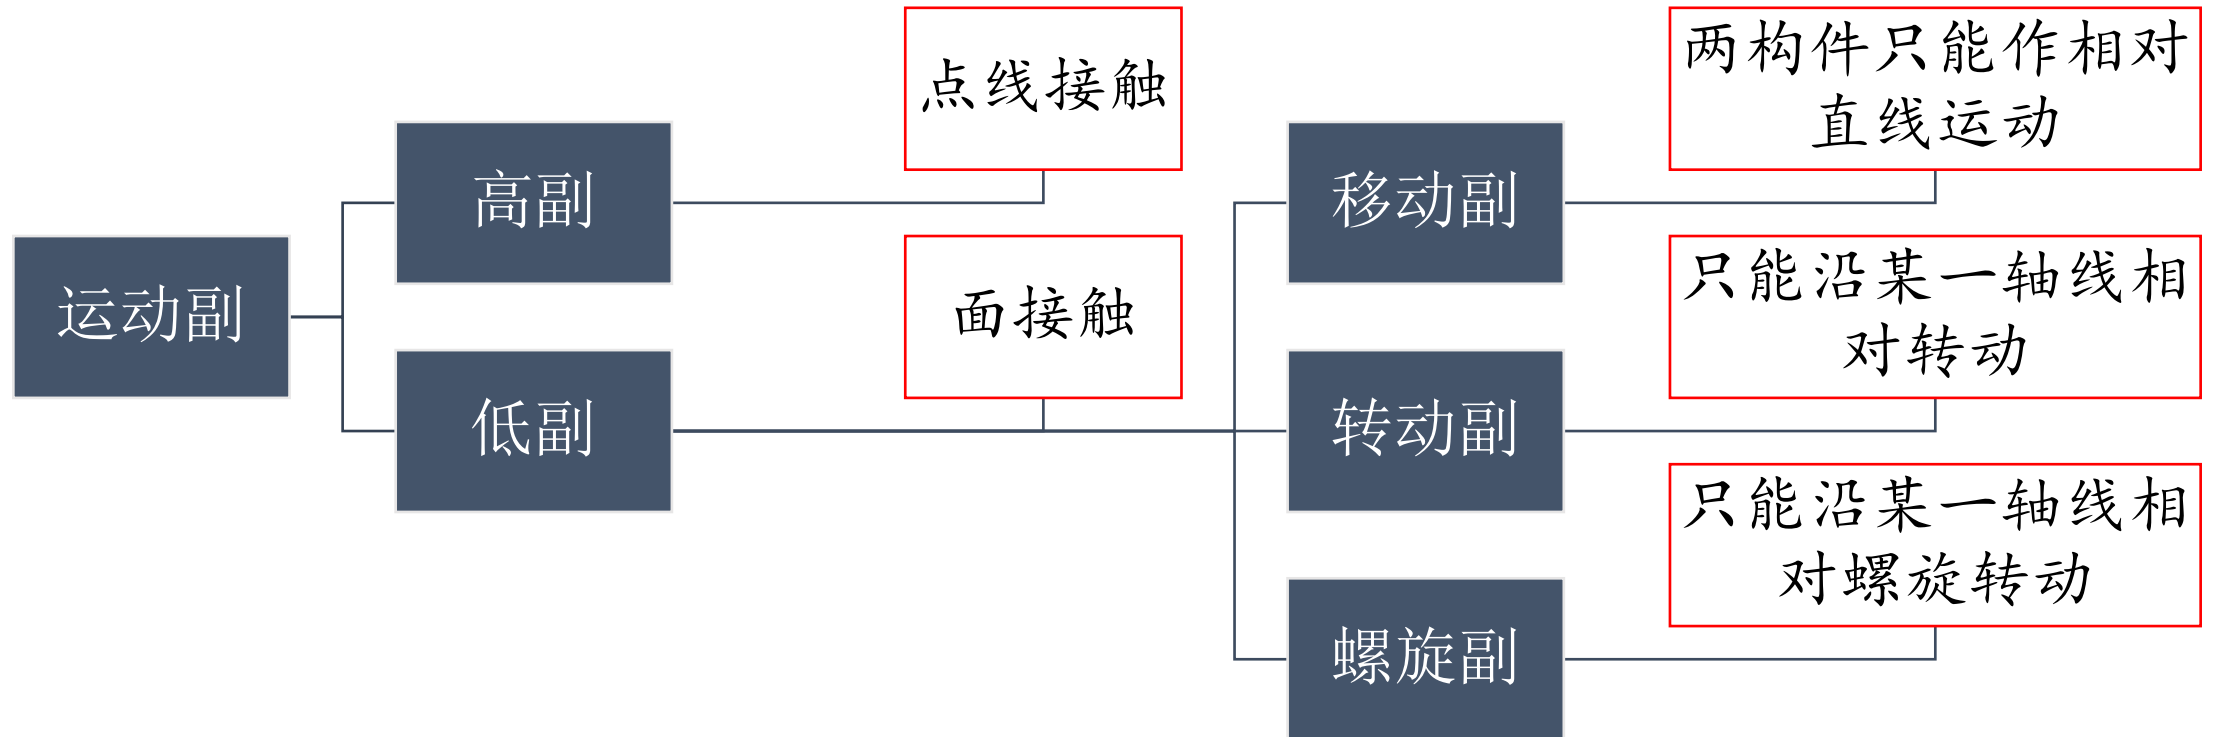 运动副
高副
点线接触
低副
面接触
移动副
两构件只能作相对
直线运动
转动副
只能沿某一轴线相
对转动
螺旋副
只能沿某一轴线相
对螺旋转动